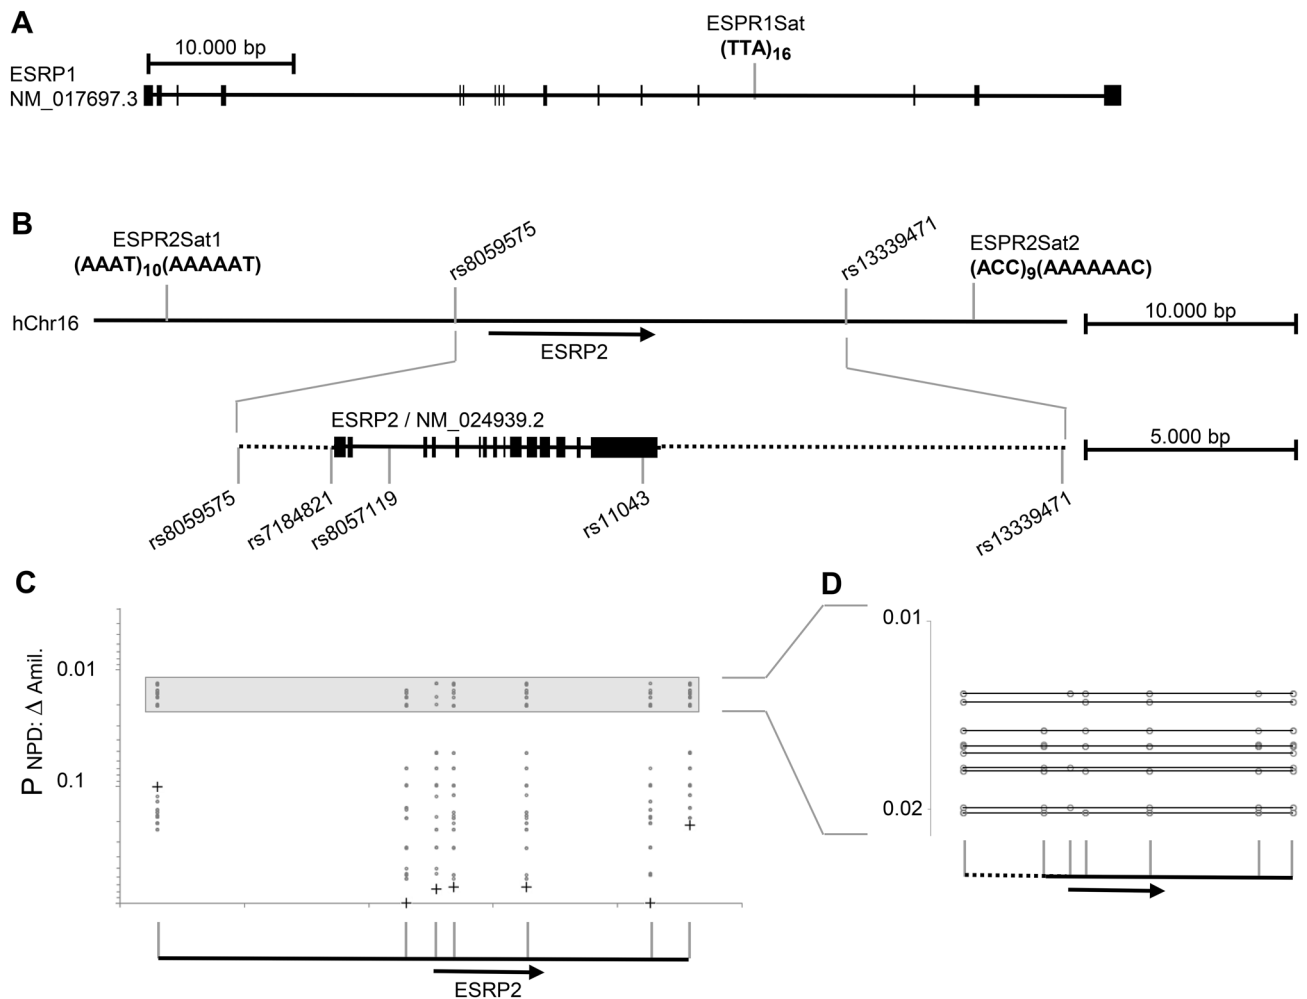 A
ESPR1Sat
(TTA)16
10.000 bp
ESRP1
NM_017697.3
B
ESPR2Sat1
(AAAT)10(AAAAAT)
rs8059575
rs13339471
ESPR2Sat2
(ACC)9(AAAAAAC)
hChr16
10.000 bp
ESRP2
ESRP2 / NM_024939.2
5.000 bp
rs8059575
rs7184821
rs8057119
rs11043
rs13339471
C
D
P NPD: Δ Amil.
0.01
0.1
0.01
0.02
ESRP2